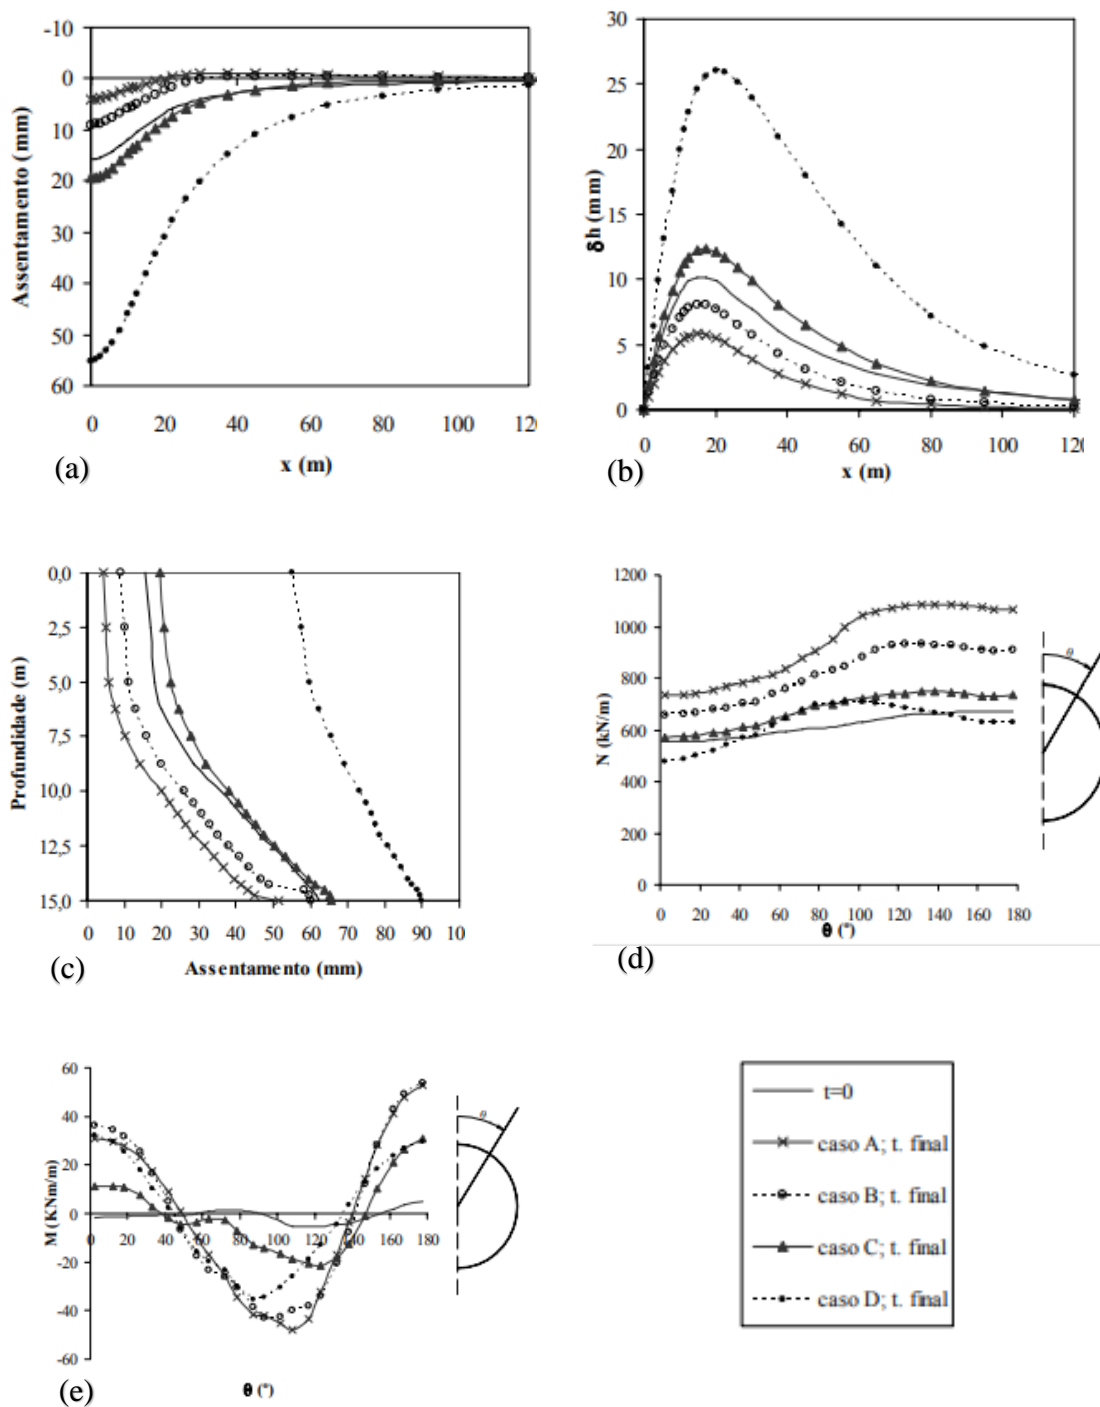 -10
0
10
20
30
40
50
60
Assentamento (mm)
0 20 40 60 80 100 120
x (m)
(a)
30
25
20
15
10
5
0
δh (mm)
0 20 40 60 80 100 120
x (m)
(b)
0,0
2,5
5,0
7,5
10,0
12,5
15,0
Profundidade (m)
0 10 20 30 40 50 60 70 80 90 10
Assentamento (mm)
(c)
1200
1000
800
600
400
200
0
N (kN/m)
0 20 40 60 80 100 120 140 160 180
θ (º)
θ
(d)
60
40
20
0
-20
-40
-60
M (KNm/m)
0 20 40 60 80 100 120 140 160 180
θ (º)
θ
(e)
t=0
caso A; t. final
caso B; t. final
caso C; t. final
caso D; t. final